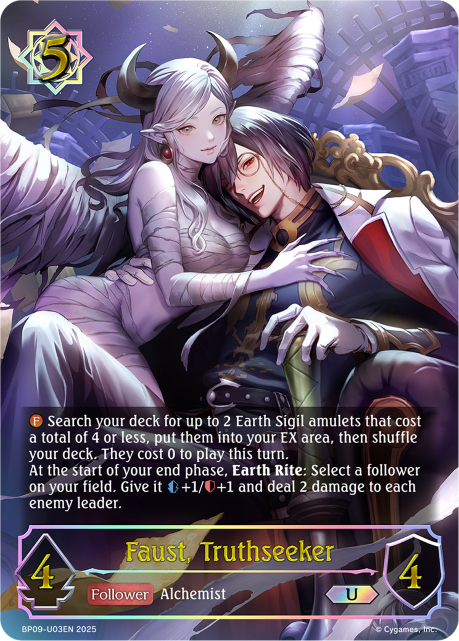 5
F Search your deck for up to 2 Earth Sigil amulets that cost
a total of 4 or less, put them into your EX area, then shuffle
your deck. They cost 0 to play this turn.
At the start of your end phase, Earth Rite: Select a follower
on your field. Give it +1/+1 and deal 2 damage to each
enemy leader.
Faust, Truthseeker
4
Follower Alchemist
U
4
BP09-U03EN 2025
© Cygames, Inc.